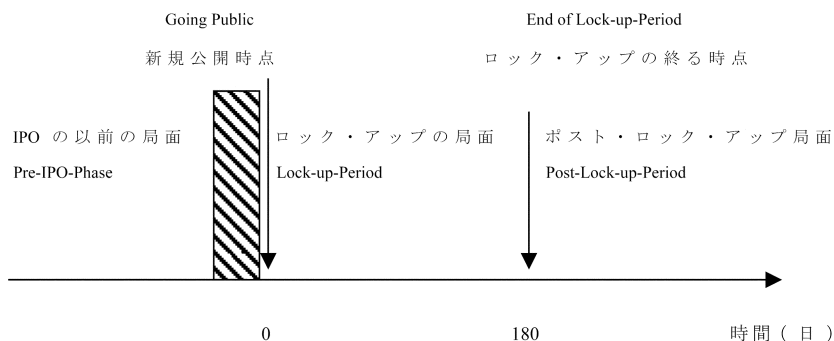 Going Public
End of Lock-up-Period
新規公開時点
ロック・アップの終る時点
IPO の以前の局面
ロック・アップの局面
ポスト・ロック・アップ局面
Pre-IPO-Phase
Lock-up-Period
Post-Lock-up-Period
0
180
時間(日)